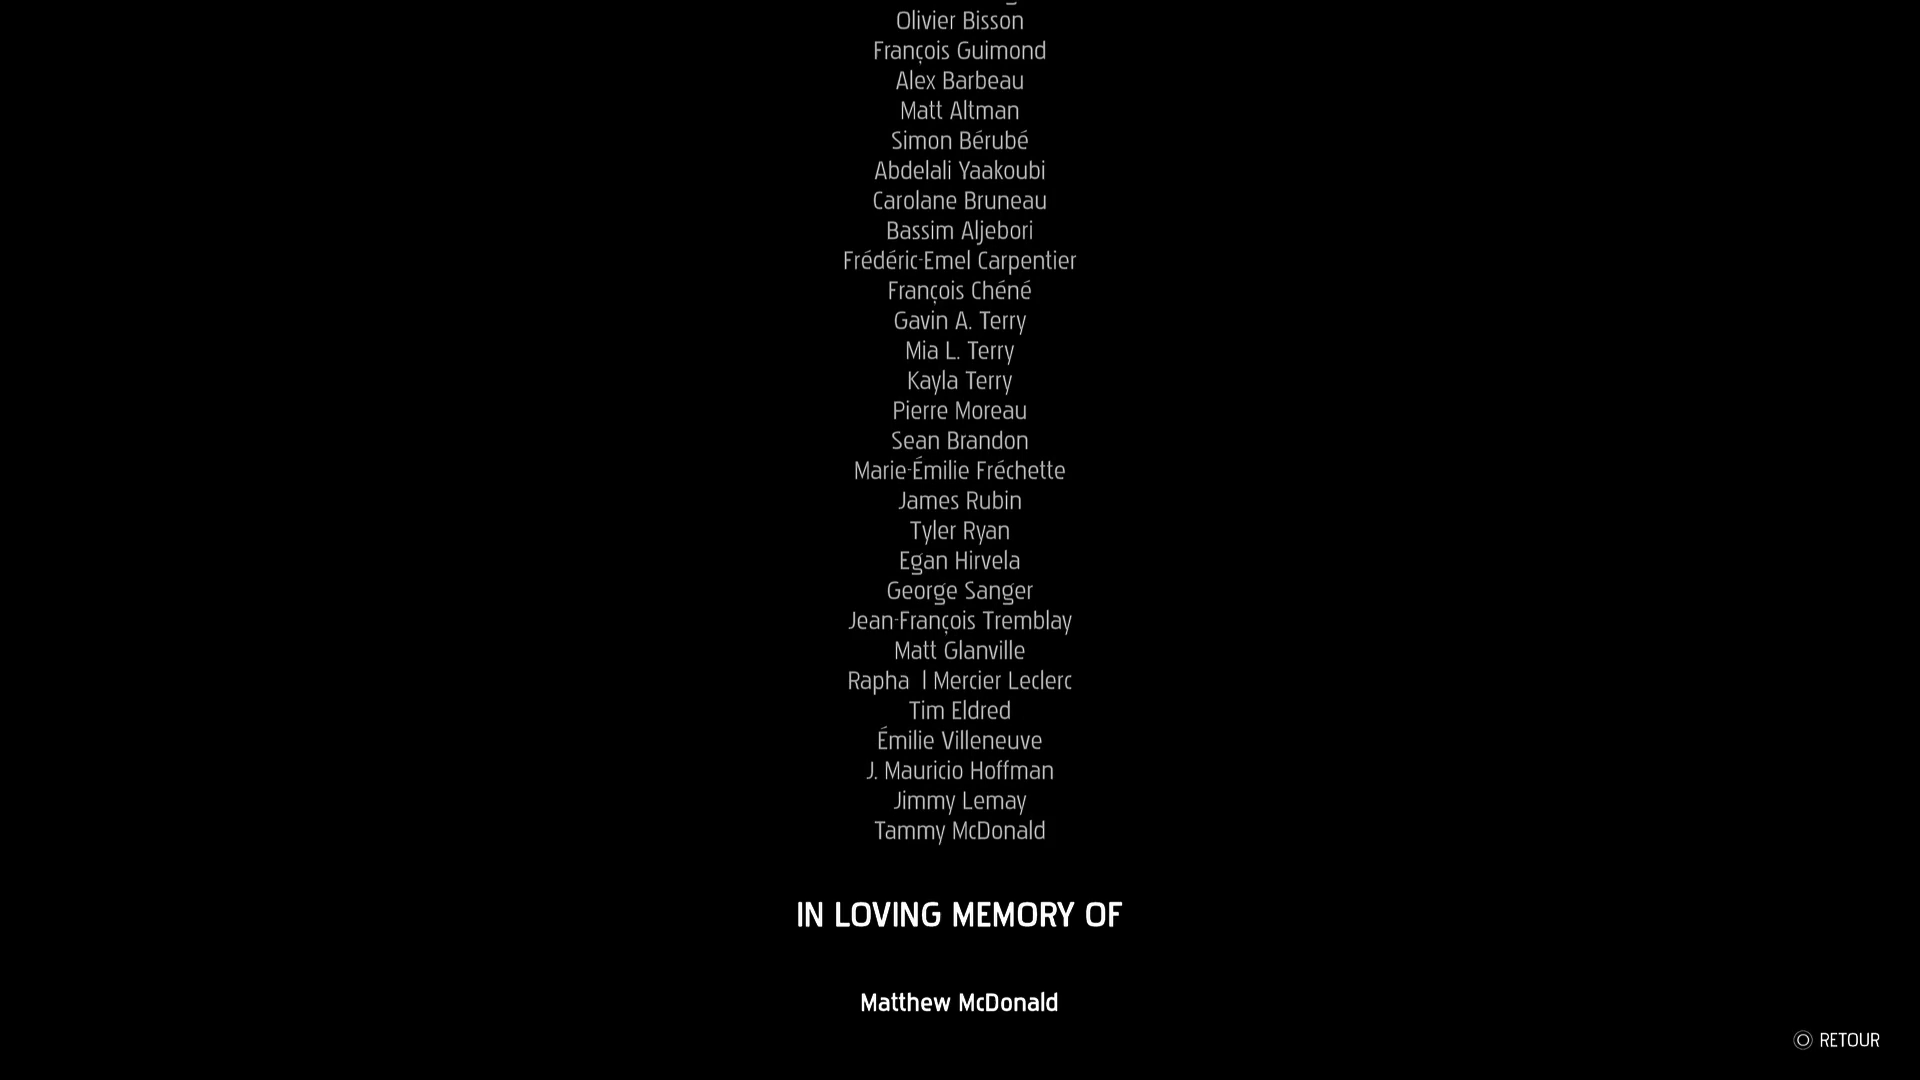 Olivier Bisson
François Guimond
Alex Barbeau
Matt Altman
Simon Bérubé
Abdelali Yaakoubi
Carolane Bruneau
Bassim Aljebori
Frédéric-Emel Carpentier
François Chéné
Gavin A. Terry
Mia L. Terry
Kayla Terry
Pierre Moreau
Sean Brandon
Marie-Émilie Fréchette
James Rubin
Tyler Ryan
Egan Hirvela
George Sanger
Jean-François Tremblay
Matt Glanville
Rapha l Mercier Leclerc
Tim Eldred
Émilie Villeneuve
J. Mauricio Hoffman
Jimmy Lemay
Tammy McDonald
IN LOVING MEMORY OF
Matthew McDonald
RETOUR